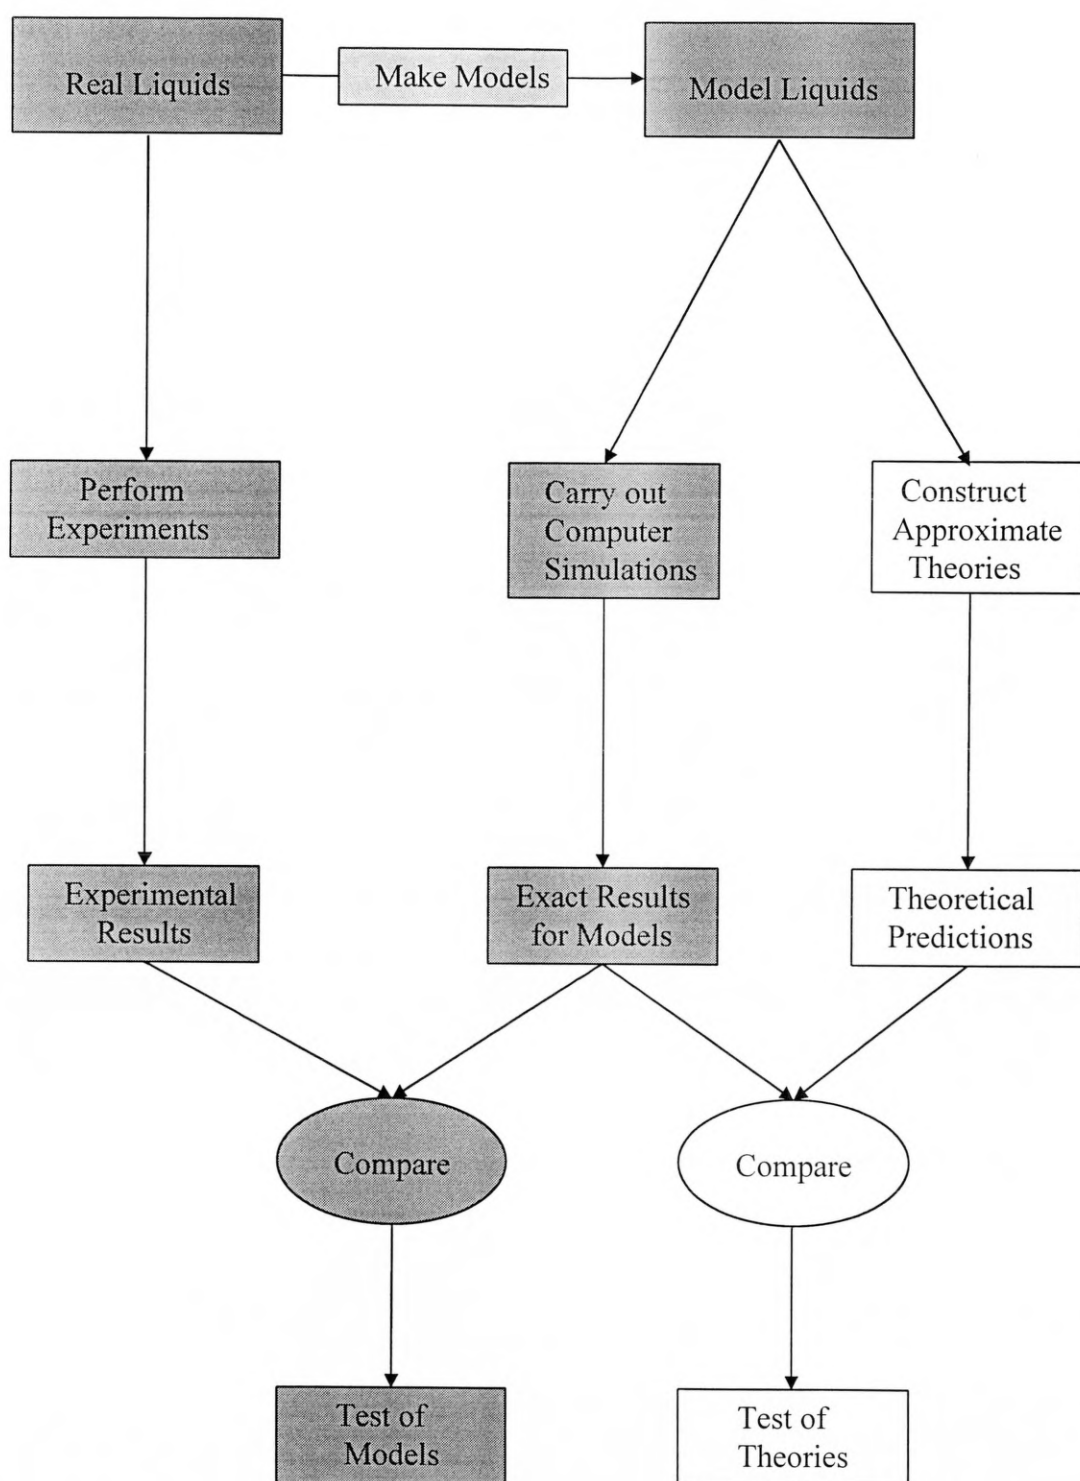 Real Liquids
Make Models
Model Liquids
Perform
Experiments
Carry out
Computer
Simulations
Construct
Approximate
Theories
Experimental
Results
Exact Results
for Models
Theoretical
Predictions
Compare
Compare
Test of
Models
Test of
Theories